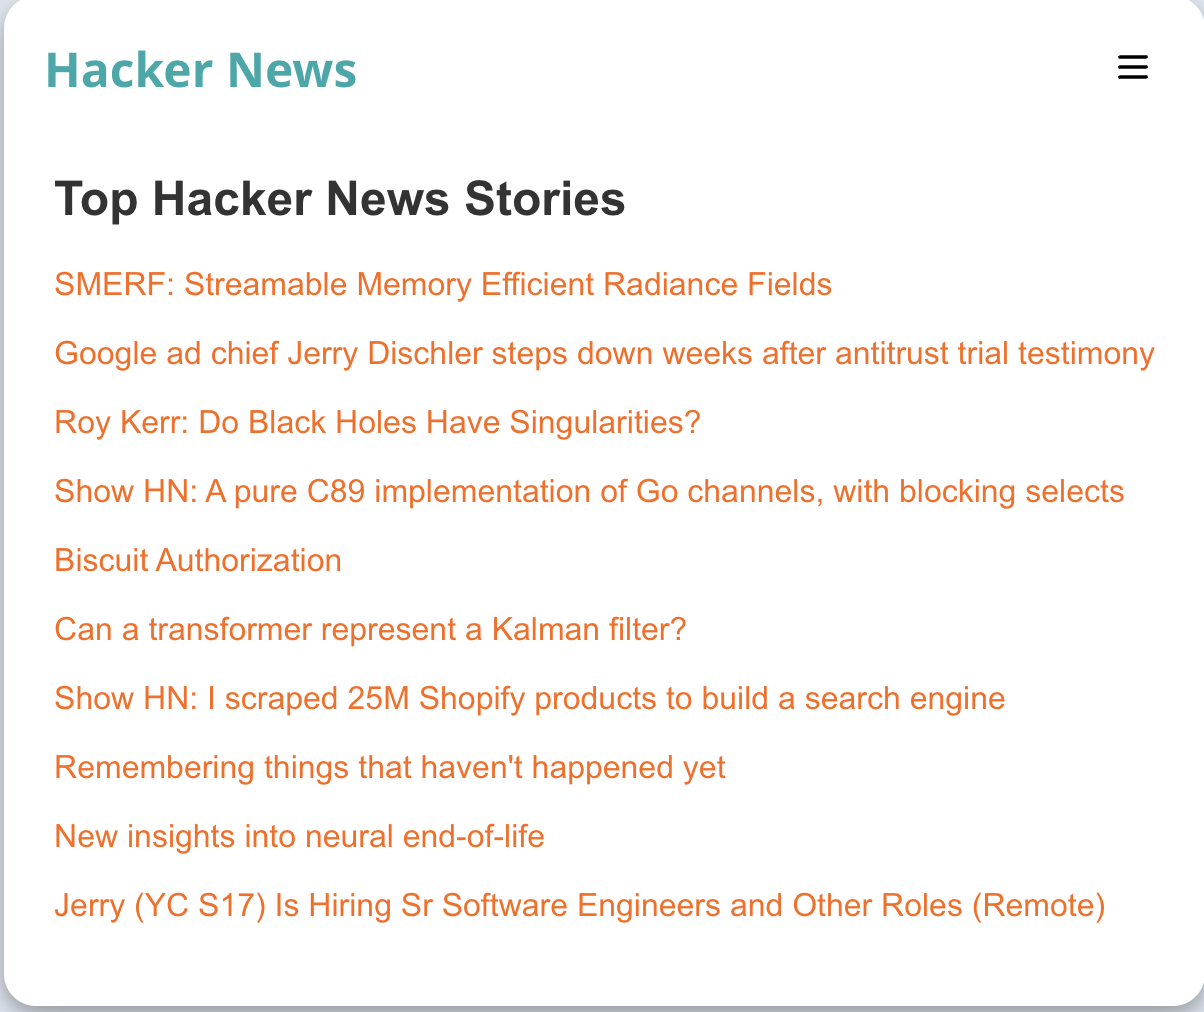 Hacker News
Top Hacker News Stories
SMERF: Streamable Memory Efficient Radiance Fields
Google ad chief Jerry Dischler steps down weeks after antitrust trial testimony
Roy Kerr: Do Black Holes Have Singularities?
Show HN: A pure C89 implementation of Go channels, with blocking selects
Biscuit Authorization
Can a transformer represent a Kalman filter?
Show HN: I scraped 25M Shopify products to build a search engine
Remembering things that haven't happened yet
New insights into neural end-of-life
Jerry (YC S17) Is Hiring Sr Software Engineers and Other Roles (Remote)